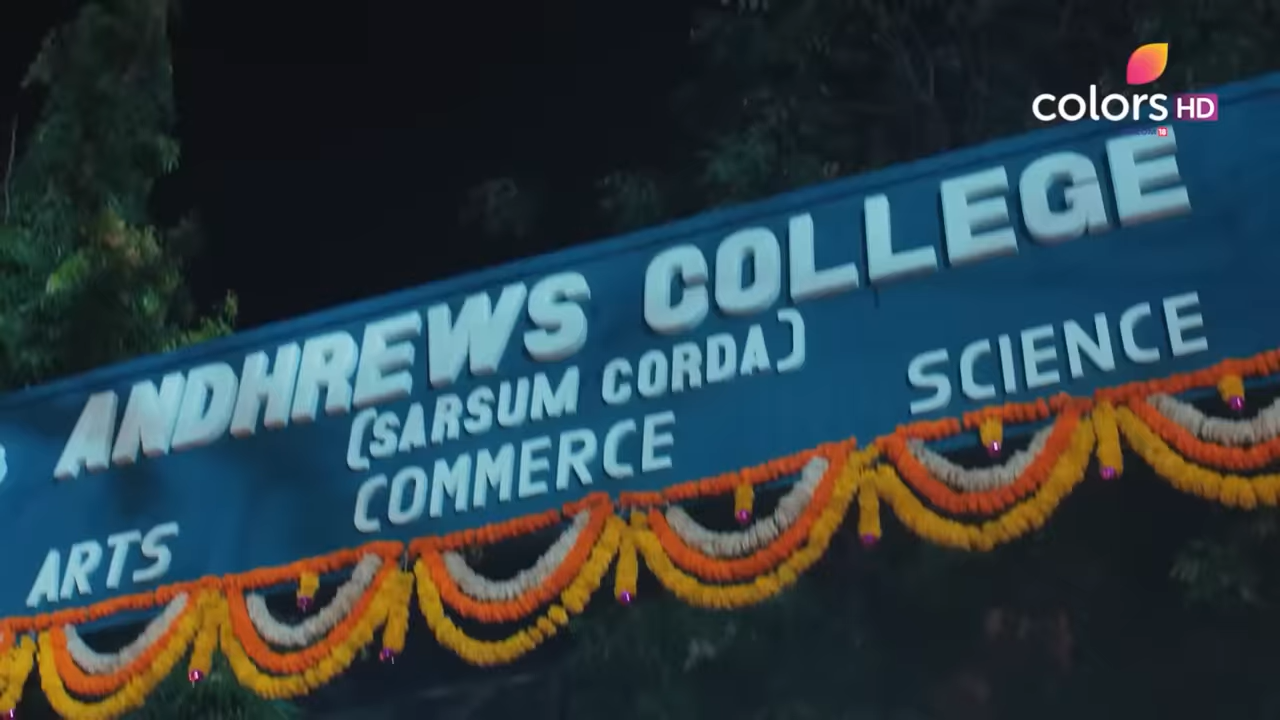 colors HD
ANDHREWS COLLEGE
(SARSUM CORDA)
ARTS COMMERCE SCIENCE